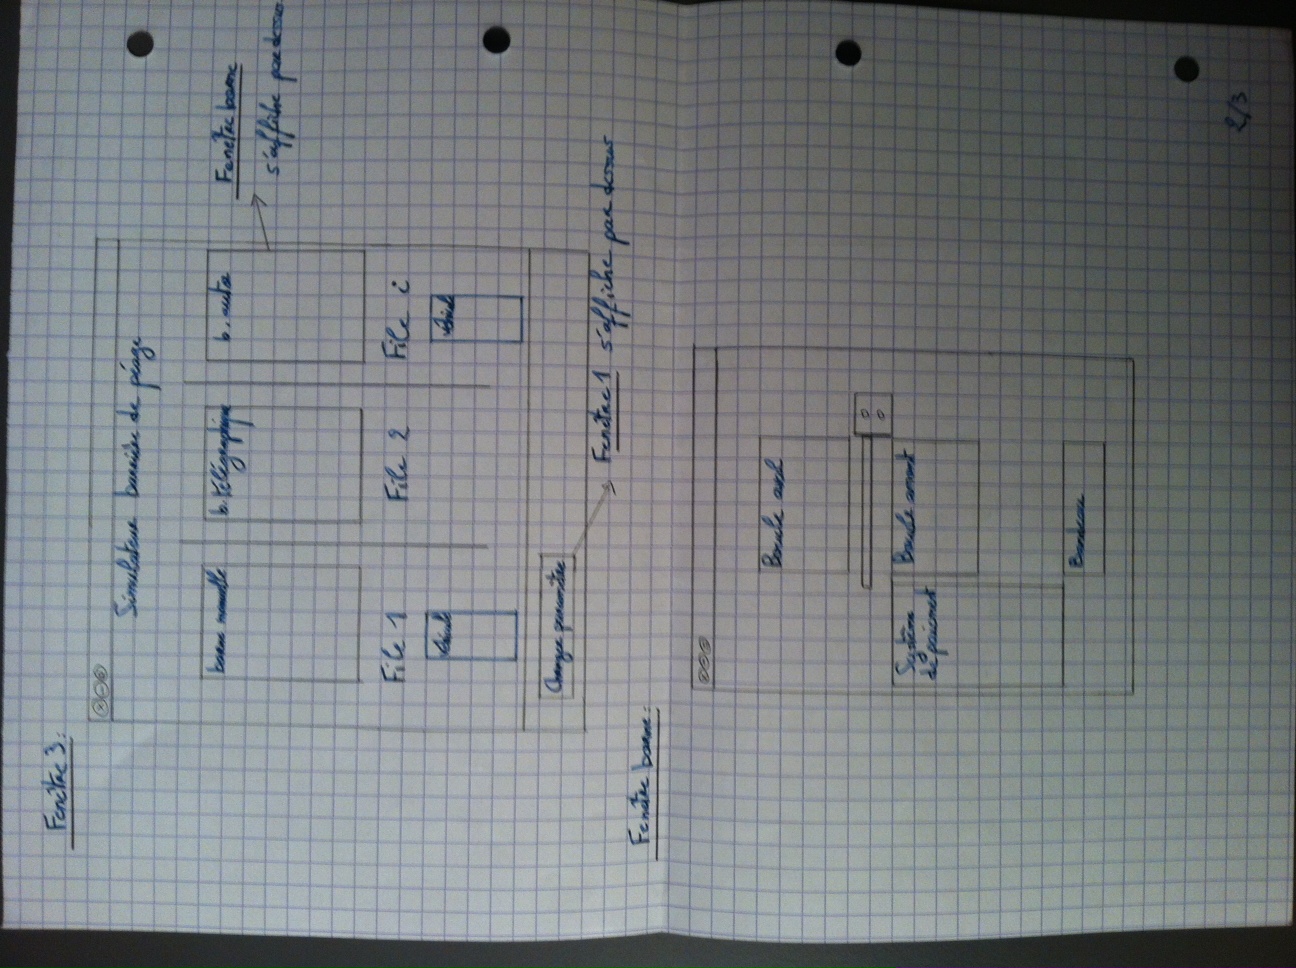 Fenêtre 3:
Simulateur barrière de péage
borne manuelle
b. télégraphique
b. auto
Fenêtre borne
s'affiche par dessus
File 1
File 2
File i
véhicule
véhicule
Changer paramètre
Fenêtre 1 s'affiche par dessus
Fenêtre borne:
Boucle aval
Système
de paiement
Boucle amont
Bandeau
2/3